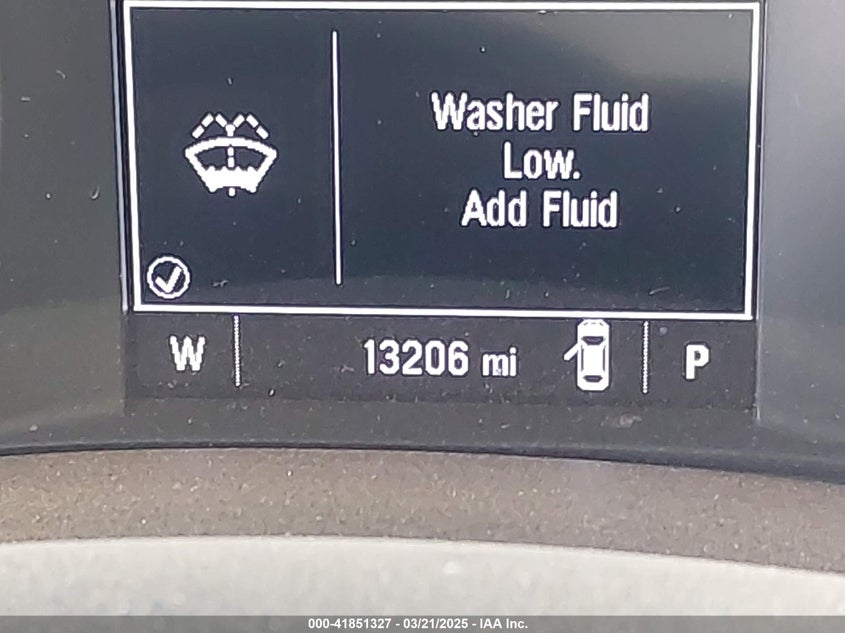 Washer Fluid
Low.
Add Fluid
W 13206 mi P
000-41851327 - 03/21/2025 - IAA Inc.